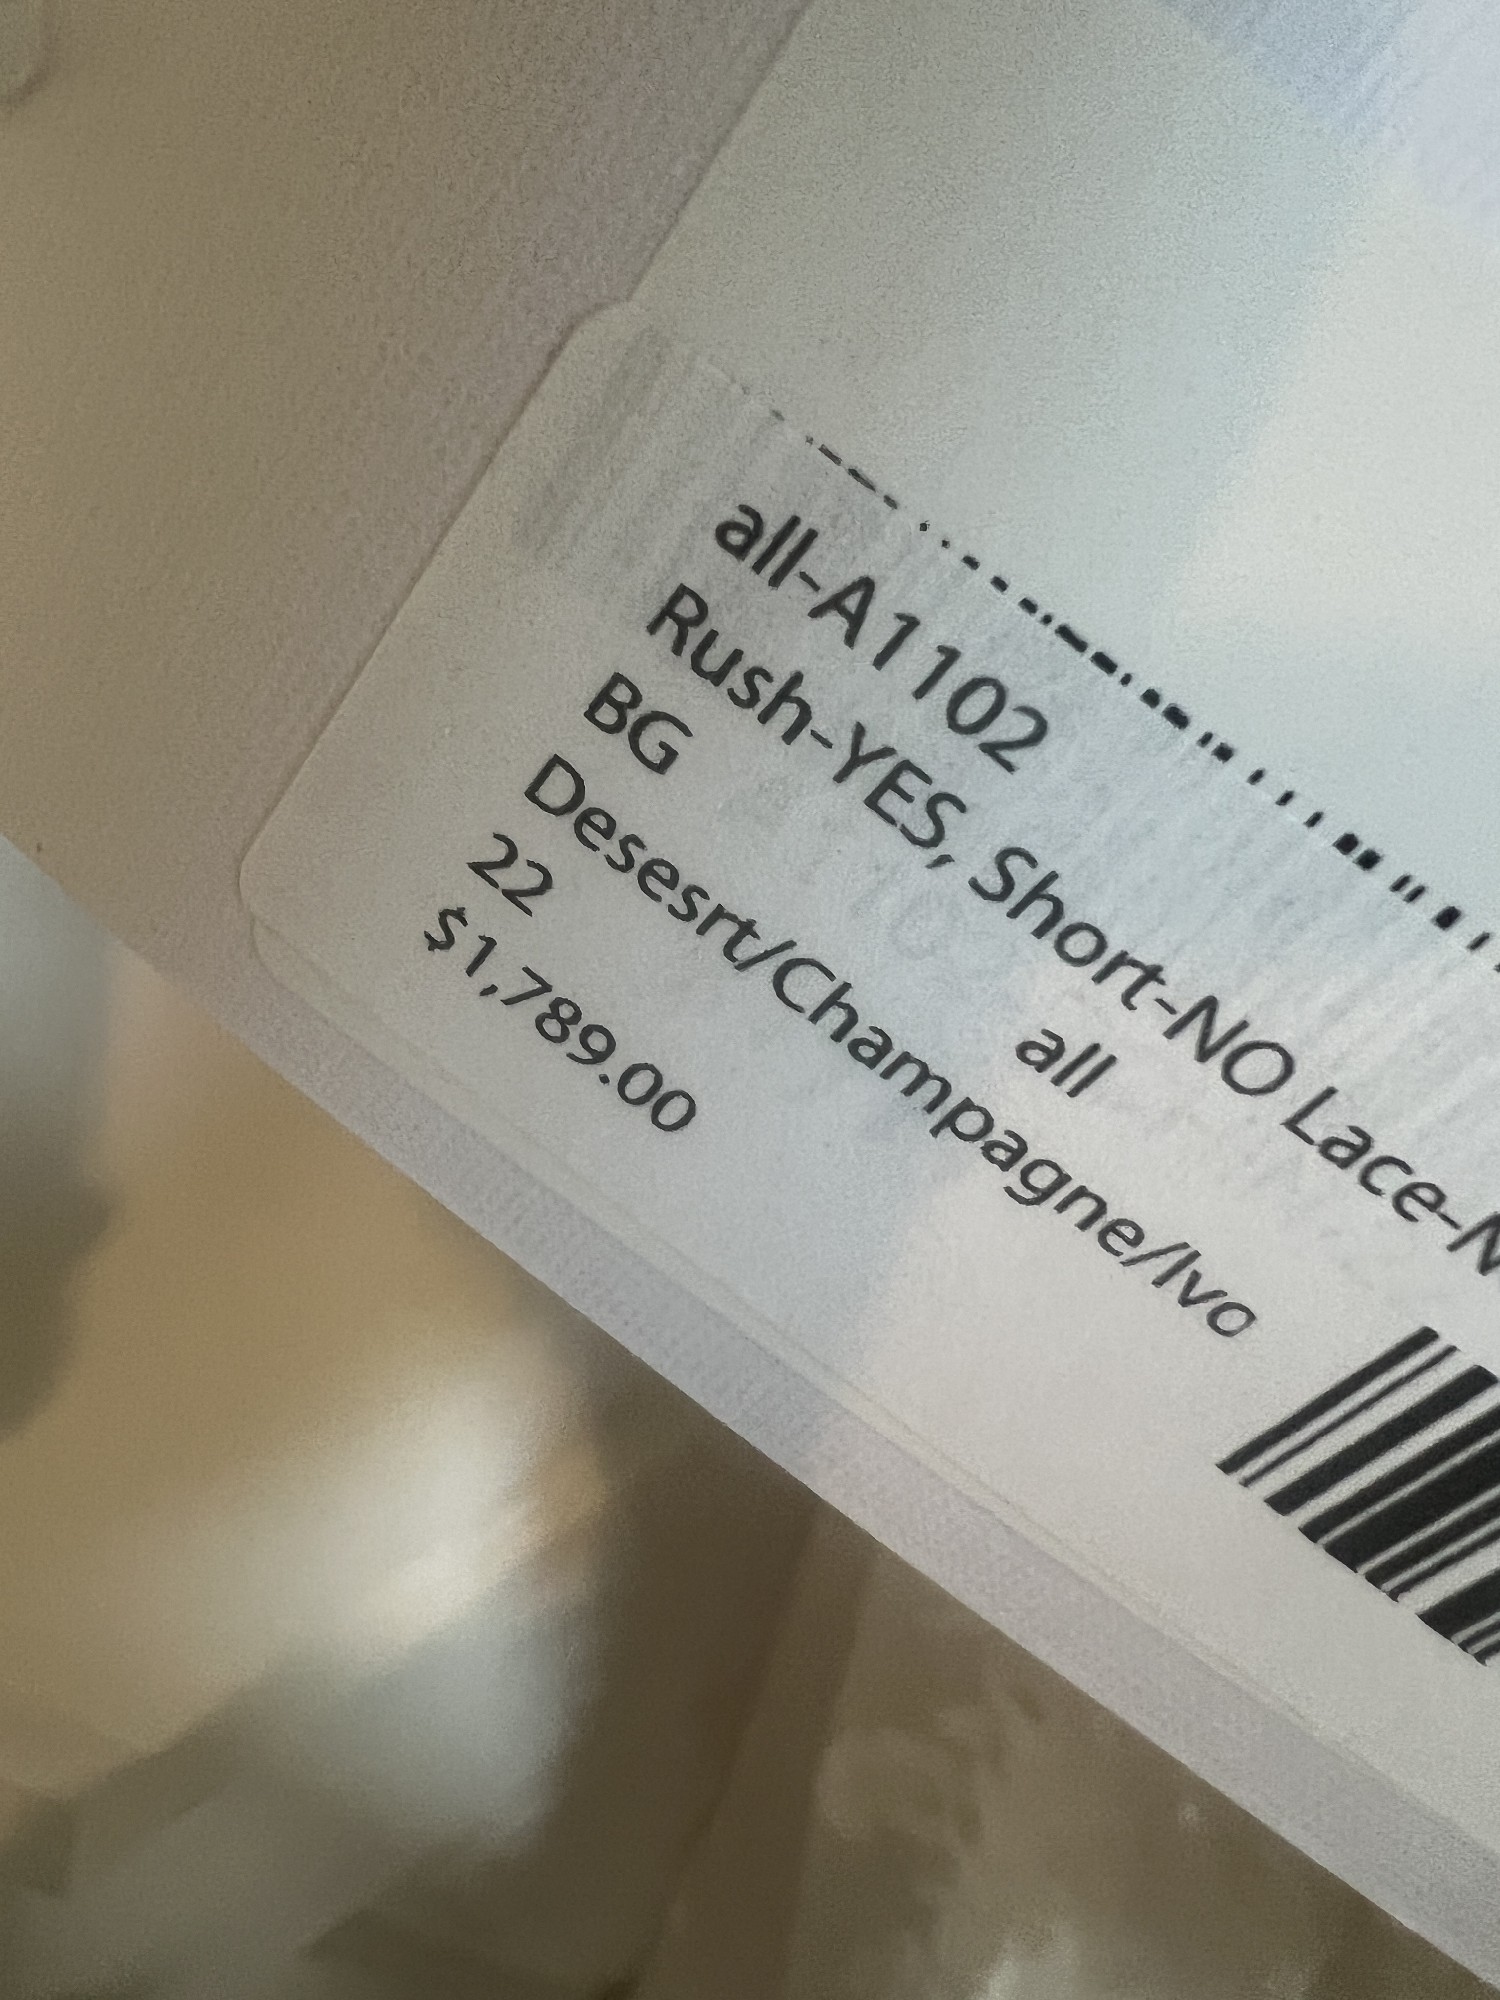 all-A1102
Rush-YES, Short-NO Lace-N
BG all
Desesrt/Champagne/Ivo
22
$1,789.00